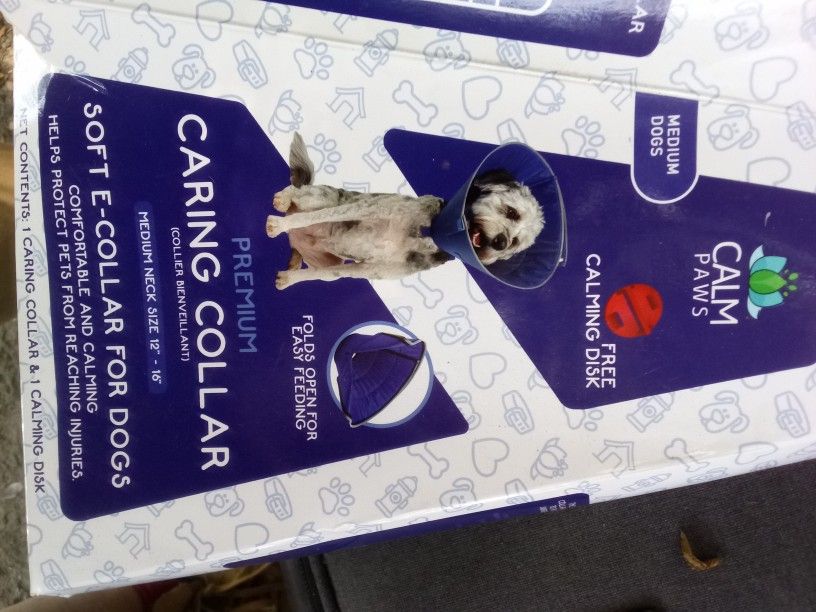 LAR
MEDIUM
DOGS
CALM
PAWS
FREE
CALMING DISK
FOLDS OPEN FOR
EASY FEEDING
PREMIUM
CARING COLLAR
(COLLIER BIENVEILLANT)
MEDIUM NECK SIZE 12" - 16"
SOFT E-COLLAR FOR DOGS
COMFORTABLE AND CALMING
HELPS PROTECT PETS FROM REACHING INJURIES.
NET CONTENTS: 1 CARING COLLAR & 1 CALMING DISK